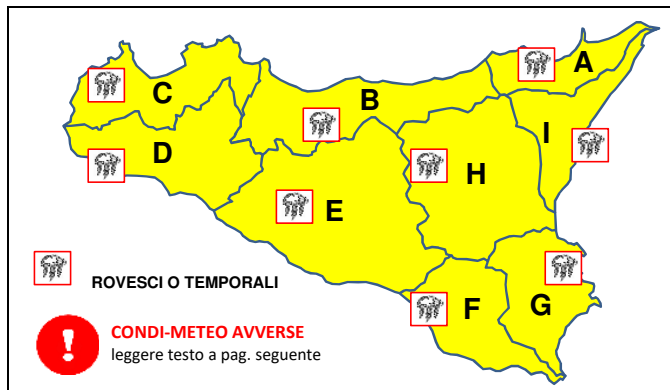 A
C
B
I
D
H
E
F
G
ROVESCI O TEMPORALI
CONDI-METEO AVVERSE
leggere testo a pag. seguente